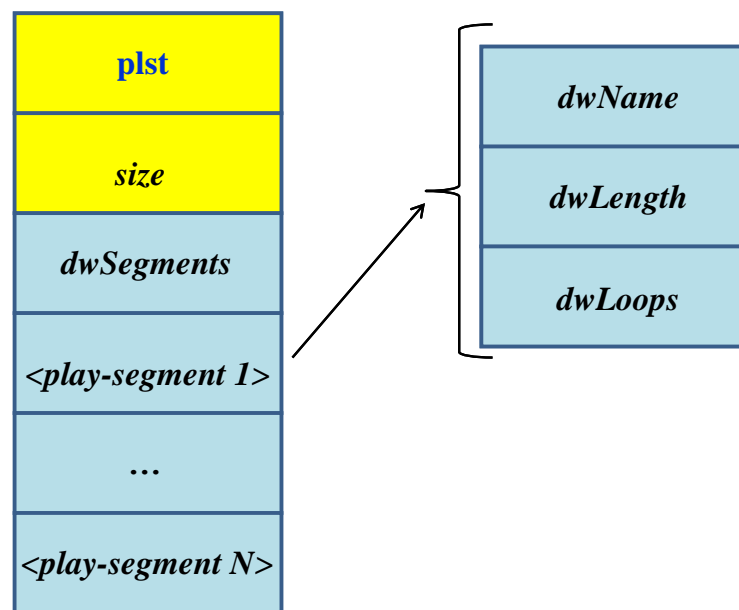 plst
size
dwSegments
<play-segment 1>
…
<play-segment N>
dwName
dwLength
dwLoops